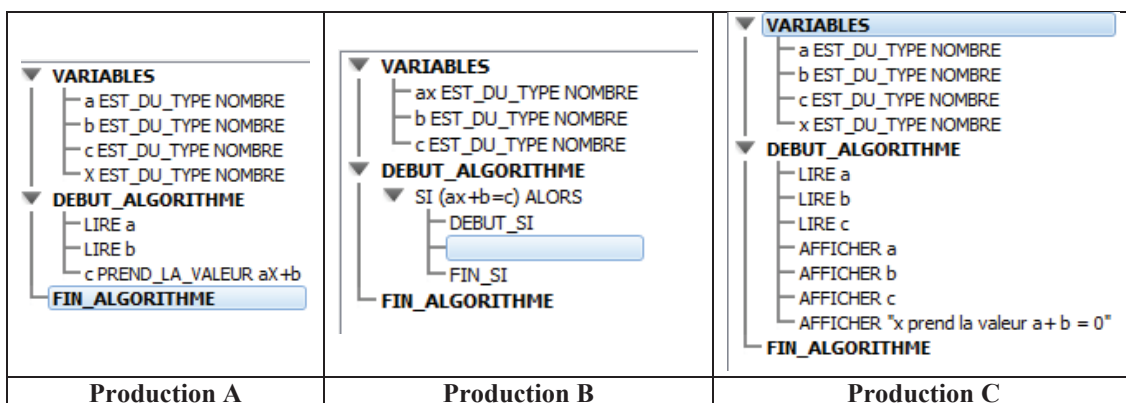 VARIABLES
a EST_DU_TYPE NOMBRE
b EST_DU_TYPE NOMBRE
c EST_DU_TYPE NOMBRE
X EST_DU_TYPE NOMBRE
DEBUT_ALGORITHME
LIRE a
LIRE b
c PREND_LA_VALEUR aX+b
FIN_ALGORITHME
Production A
VARIABLES
ax EST_DU_TYPE NOMBRE
b EST_DU_TYPE NOMBRE
c EST_DU_TYPE NOMBRE
DEBUT_ALGORITHME
SI (ax+b=c) ALORS
DEBUT_SI
FIN_SI
FIN_ALGORITHME
Production B
VARIABLES
a EST_DU_TYPE NOMBRE
b EST_DU_TYPE NOMBRE
c EST_DU_TYPE NOMBRE
x EST_DU_TYPE NOMBRE
DEBUT_ALGORITHME
LIRE a
LIRE b
LIRE c
AFFICHER a
AFFICHER b
AFFICHER c
AFFICHER "x prend la valeur a+ b = 0"
FIN_ALGORITHME
Production C